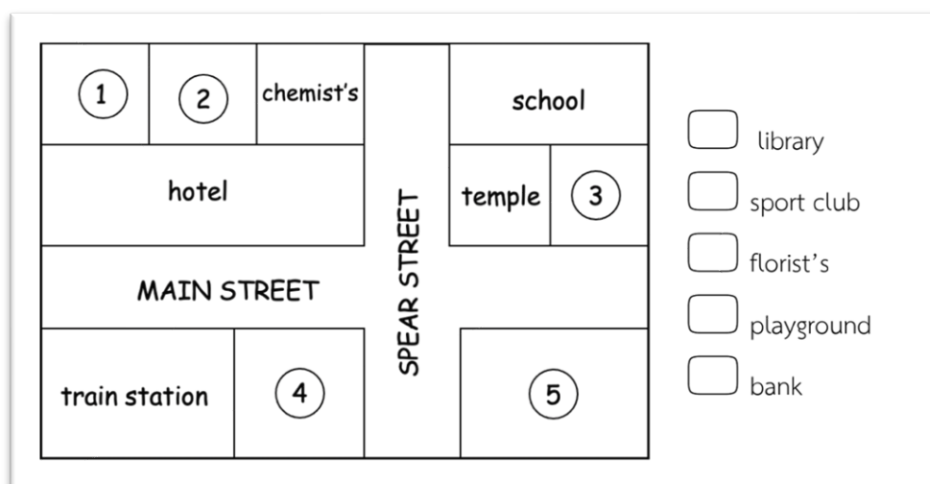 1
2
chemist's
school
hotel
temple
3
MAIN STREET
SPEAR STREET
train station
4
5
library
sport club
florist's
playground
bank